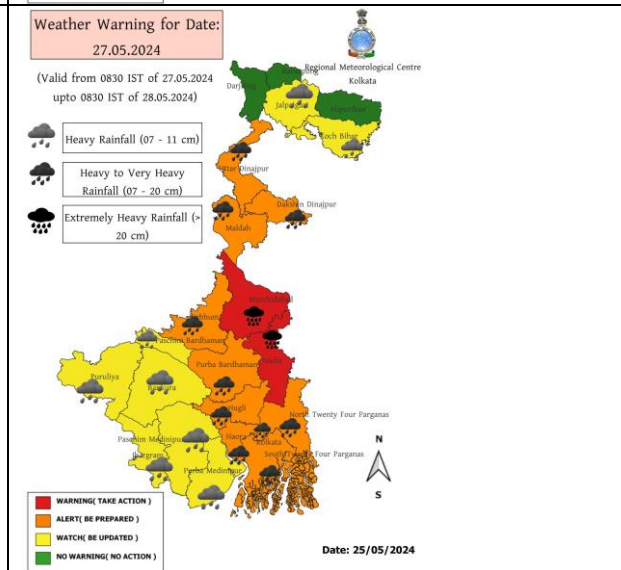 Weather Warning for Date:
27.05.2024
(Valid from 0830 IST of 27.05.2024
upto 0830 IST of 28.05.2024)
Regional Meteorological Centre
Kolkata
Heavy Rainfall (07 - 11 cm)
Heavy to Very Heavy
Rainfall (07 - 20 cm)
Extremely Heavy Rainfall (>
20 cm)
Darjiling
Kalimpong
Jalpaiguri
Alipurduar
Koch Bihar
Uttar Dinajpur
Dakshin Dinajpur
Maldah
Murshidabad
Birbhum
Paschim Bardhaman
Nadia
Purba Bardhaman
Puruliya
Bankura
Hugli
North Twenty Four Parganas
Paschim Medinipur
Haora
Kolkata
Jhargram
South Twenty Four Parganas
Purba Medinipur
N
S
WARNING( TAKE ACTION )
ALERT( BE PREPARED )
WATCH( BE UPDATED )
NO WARNING( NO ACTION )
Date: 25/05/2024